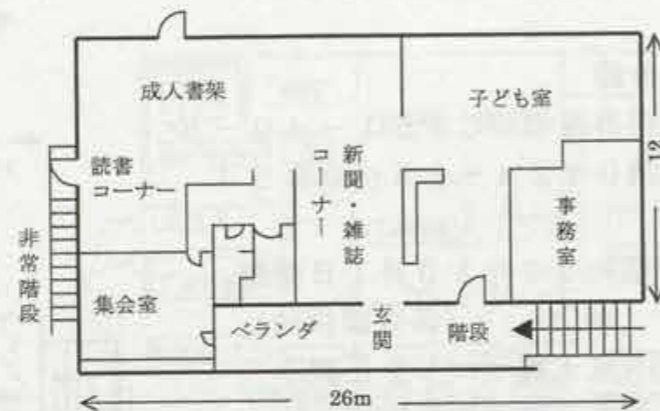 成人書架
子ども室
読書
コーナー
新聞・雑誌
コーナー
事務室
12
非常階段
集会室
ベランダ
玄関
階段
26m